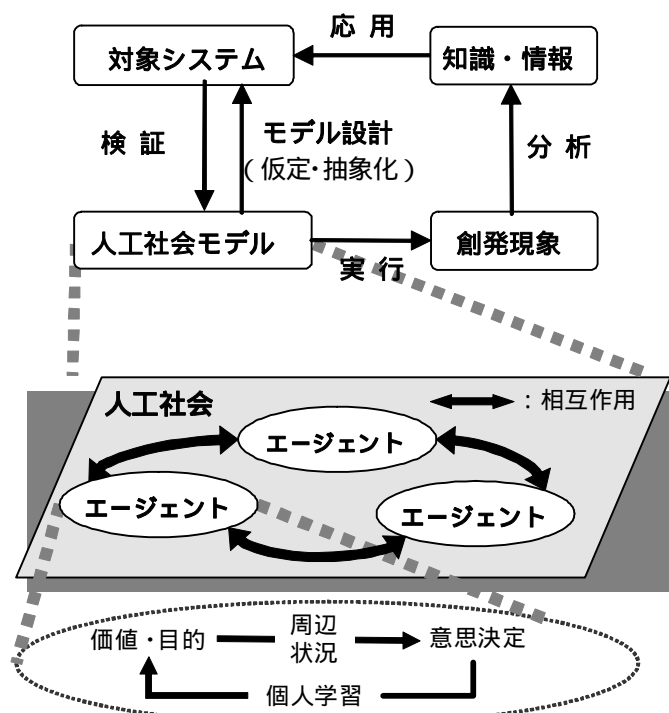 応 用
対象システム
知識・情報
検 証
モデル設計
(仮定・抽象化)
分 析
人工社会モデル
創発現象
実 行
人工社会
:相互作用
エージェント
エージェント
エージェント
価値・目的
周辺
状況
意思決定
個人学習